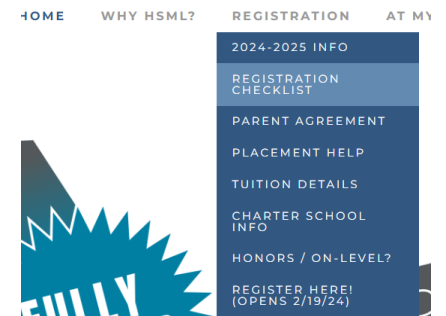 HOME WHY HSML? REGISTRATION AT MY
2024-2025 INFO
REGISTRATION
CHECKLIST
PARENT AGREEMENT
PLACEMENT HELP
TUITION DETAILS
CHARTER SCHOOL
INFO
HONORS / ON-LEVEL?
REGISTER HERE!
(OPENS 2/19/24)
FULLY